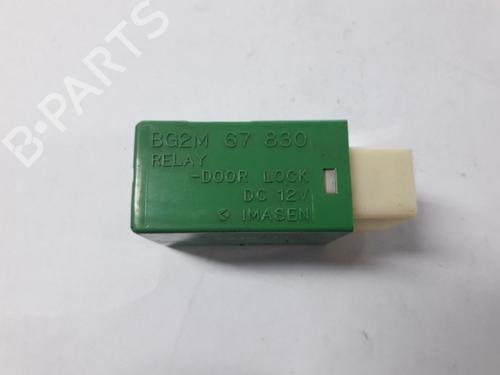 B-PARTS
BG2M 67 830
RELAY
-DOOR LOCK
DC 12V
IMASEN